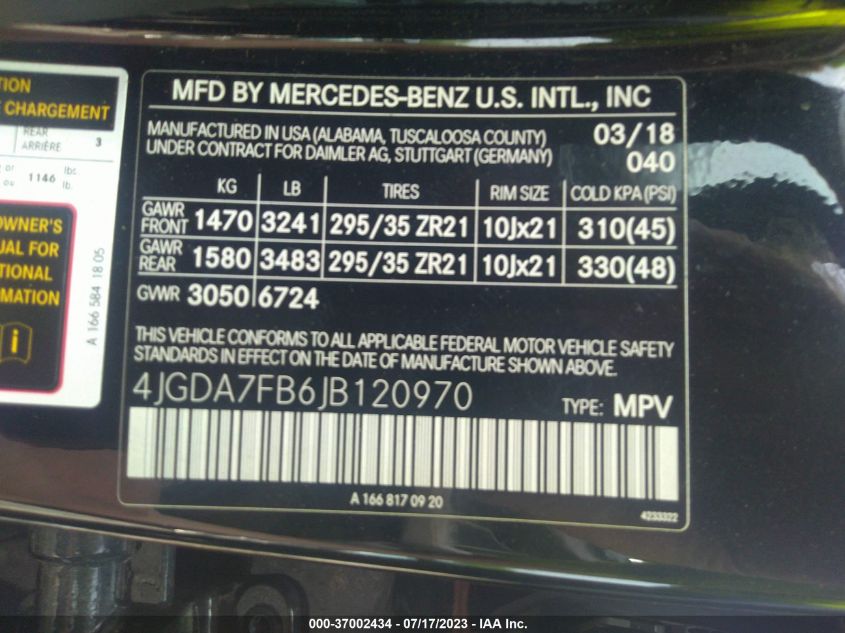 TION
CHARGEMENT
REAR
ARRIÈRE 3
or lbs
ou 1146 lb.
OWNER'S
UAL FOR
TIONAL
RMATION
i
A 166 584 18 05
MFD BY MERCEDES-BENZ U.S. INTL., INC
MANUFACTURED IN USA (ALABAMA, TUSCALOOSA COUNTY) 03/18
UNDER CONTRACT FOR DAIMLER AG, STUTTGART (GERMANY) 040
KG LB TIRES RIM SIZE COLD KPA (PSI)
GAWR FRONT 1470 3241 295/35 ZR21 10Jx21 310(45)
GAWR REAR 1580 3483 295/35 ZR21 10Jx21 330(48)
GVWR 3050 6724
THIS VEHICLE CONFORMS TO ALL APPLICABLE FEDERAL MOTOR VEHICLE SAFETY
STANDARDS IN EFFECT ON THE DATE OF MANUFACTURE SHOWN ABOVE.
4JGDA7FB6JB120970 TYPE: MPV
A 166 817 09 20
4233322
000-37002434 - 07/17/2023 - IAA Inc.